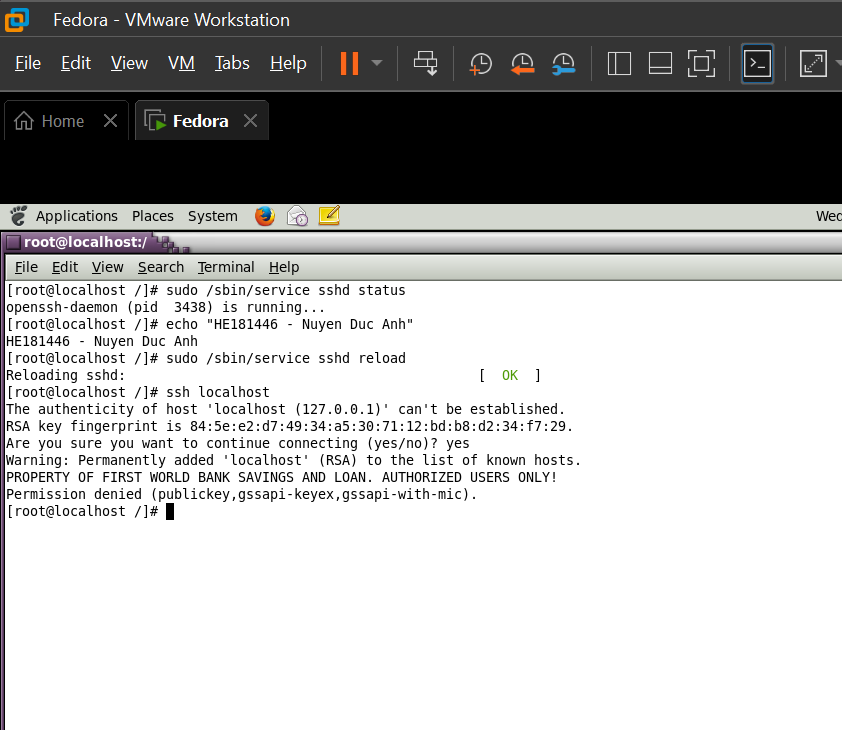 Fedora - VMware Workstation
File Edit View VM Tabs Help
Home Fedora
Applications Places System Wed
root@localhost:/
File Edit View Search Terminal Help
[root@localhost /]# sudo /sbin/service sshd status
openssh-daemon (pid  3438) is running...
[root@localhost /]# echo "HE181446 - Nuyen Duc Anh"
HE181446 - Nuyen Duc Anh
[root@localhost /]# sudo /sbin/service sshd reload
Reloading sshd:                                            [  OK  ]
[root@localhost /]# ssh localhost
The authenticity of host 'localhost (127.0.0.1)' can't be established.
RSA key fingerprint is 84:5e:e2:d7:49:34:a5:30:71:12:bd:b8:d2:34:f7:29.
Are you sure you want to continue connecting (yes/no)? yes
Warning: Permanently added 'localhost' (RSA) to the list of known hosts.
PROPERTY OF FIRST WORLD BANK SAVINGS AND LOAN. AUTHORIZED USERS ONLY!
Permission denied (publickey,gssapi-keyex,gssapi-with-mic).
[root@localhost /]#